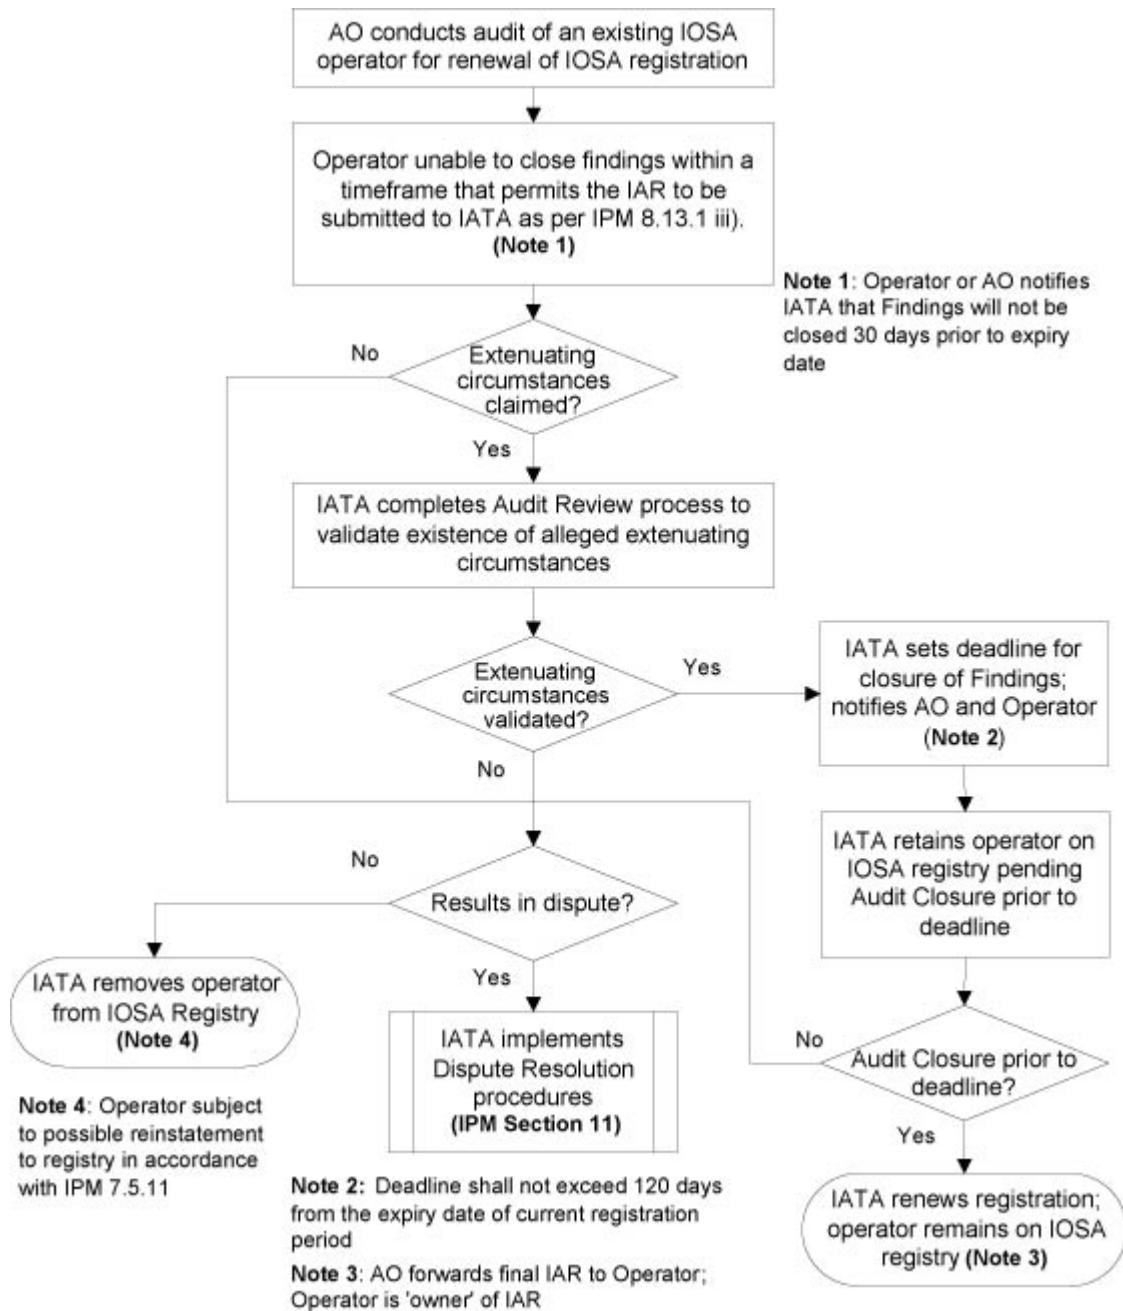 AO conducts audit of an existing IOSA
operator for renewal of IOSA registration
Operator unable to close findings within a
timeframe that permits the IAR to be
submitted to IATA as per IPM 8.13.1 iii).
(Note 1)
Note 1: Operator or AO notifies
IATA that Findings will not be
closed 30 days prior to expiry
date
No
Extenuating
circumstances
claimed?
Yes
IATA completes Audit Review process to
validate existence of alleged extenuating
circumstances
Extenuating
circumstances
validated?
Yes
No
IATA sets deadline for
closure of Findings;
notifies AO and Operator
(Note 2)
IATA retains operator on
IOSA registry pending
Audit Closure prior to
deadline
No
Results in dispute?
Yes
IATA removes operator
from IOSA Registry
(Note 4)
IATA implements
Dispute Resolution
procedures
(IPM Section 11)
No
Audit Closure prior to
deadline?
Yes
Note 4: Operator subject
to possible reinstatement
to registry in accordance
with IPM 7.5.11
Note 2: Deadline shall not exceed 120 days
from the expiry date of current registration
period
Note 3: AO forwards final IAR to Operator;
Operator is 'owner' of IAR
IATA renews registration;
operator remains on IOSA
registry (Note 3)